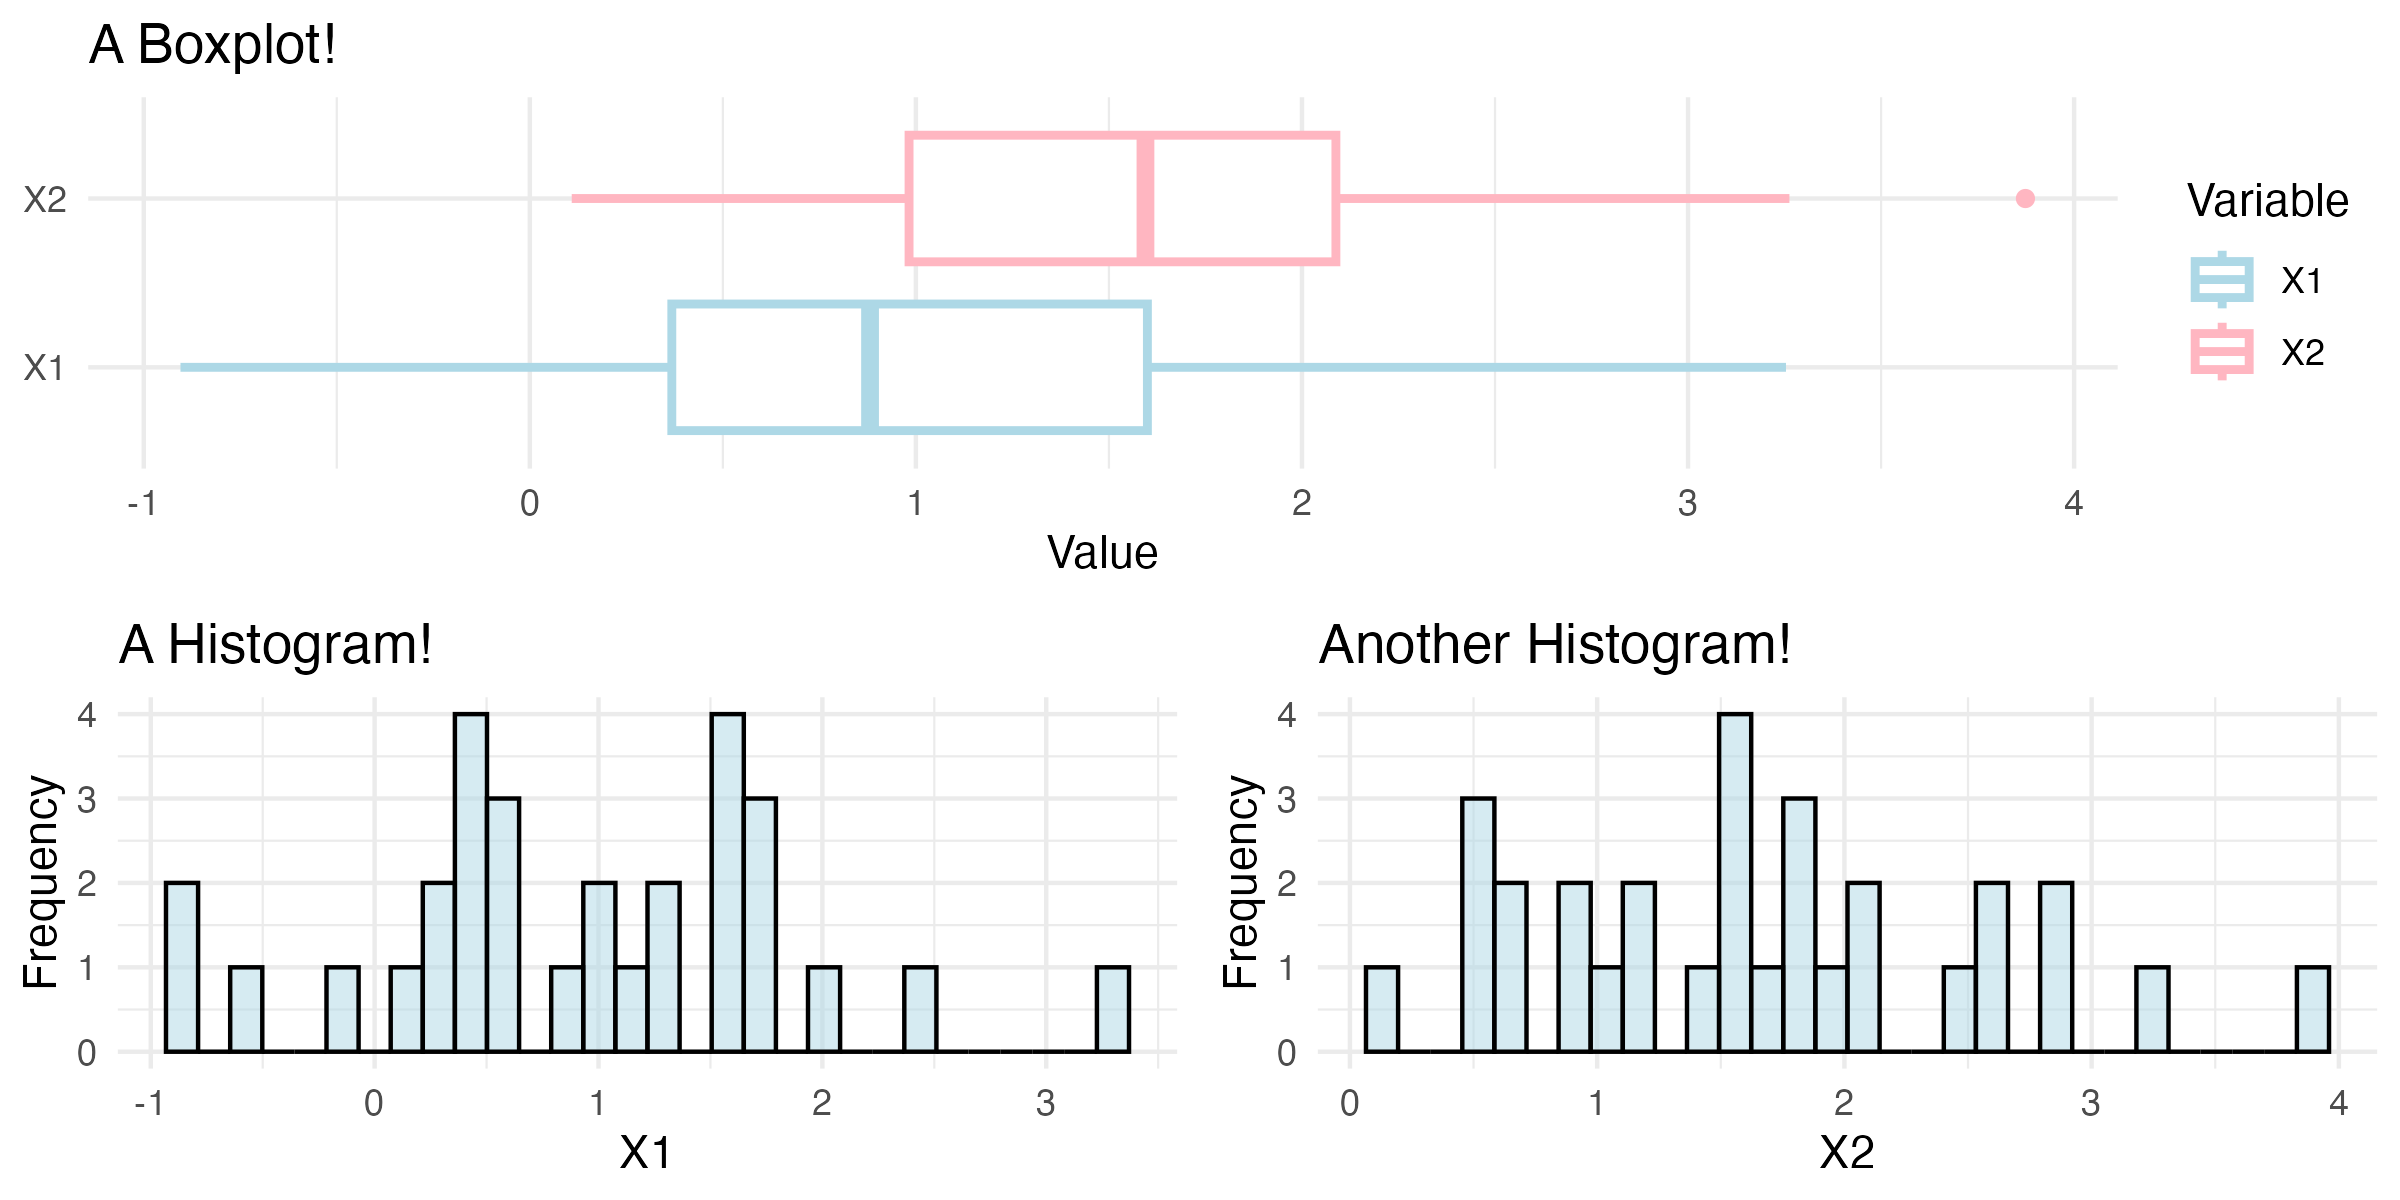 A Boxplot!
X2
X1
-1 0 1 2 3 4
Value
Variable
X1
X2
A Histogram!
Frequency
4
3
2
1
0
-1 0 1 2 3
X1
Another Histogram!
Frequency
4
3
2
1
0
0 1 2 3 4
X2